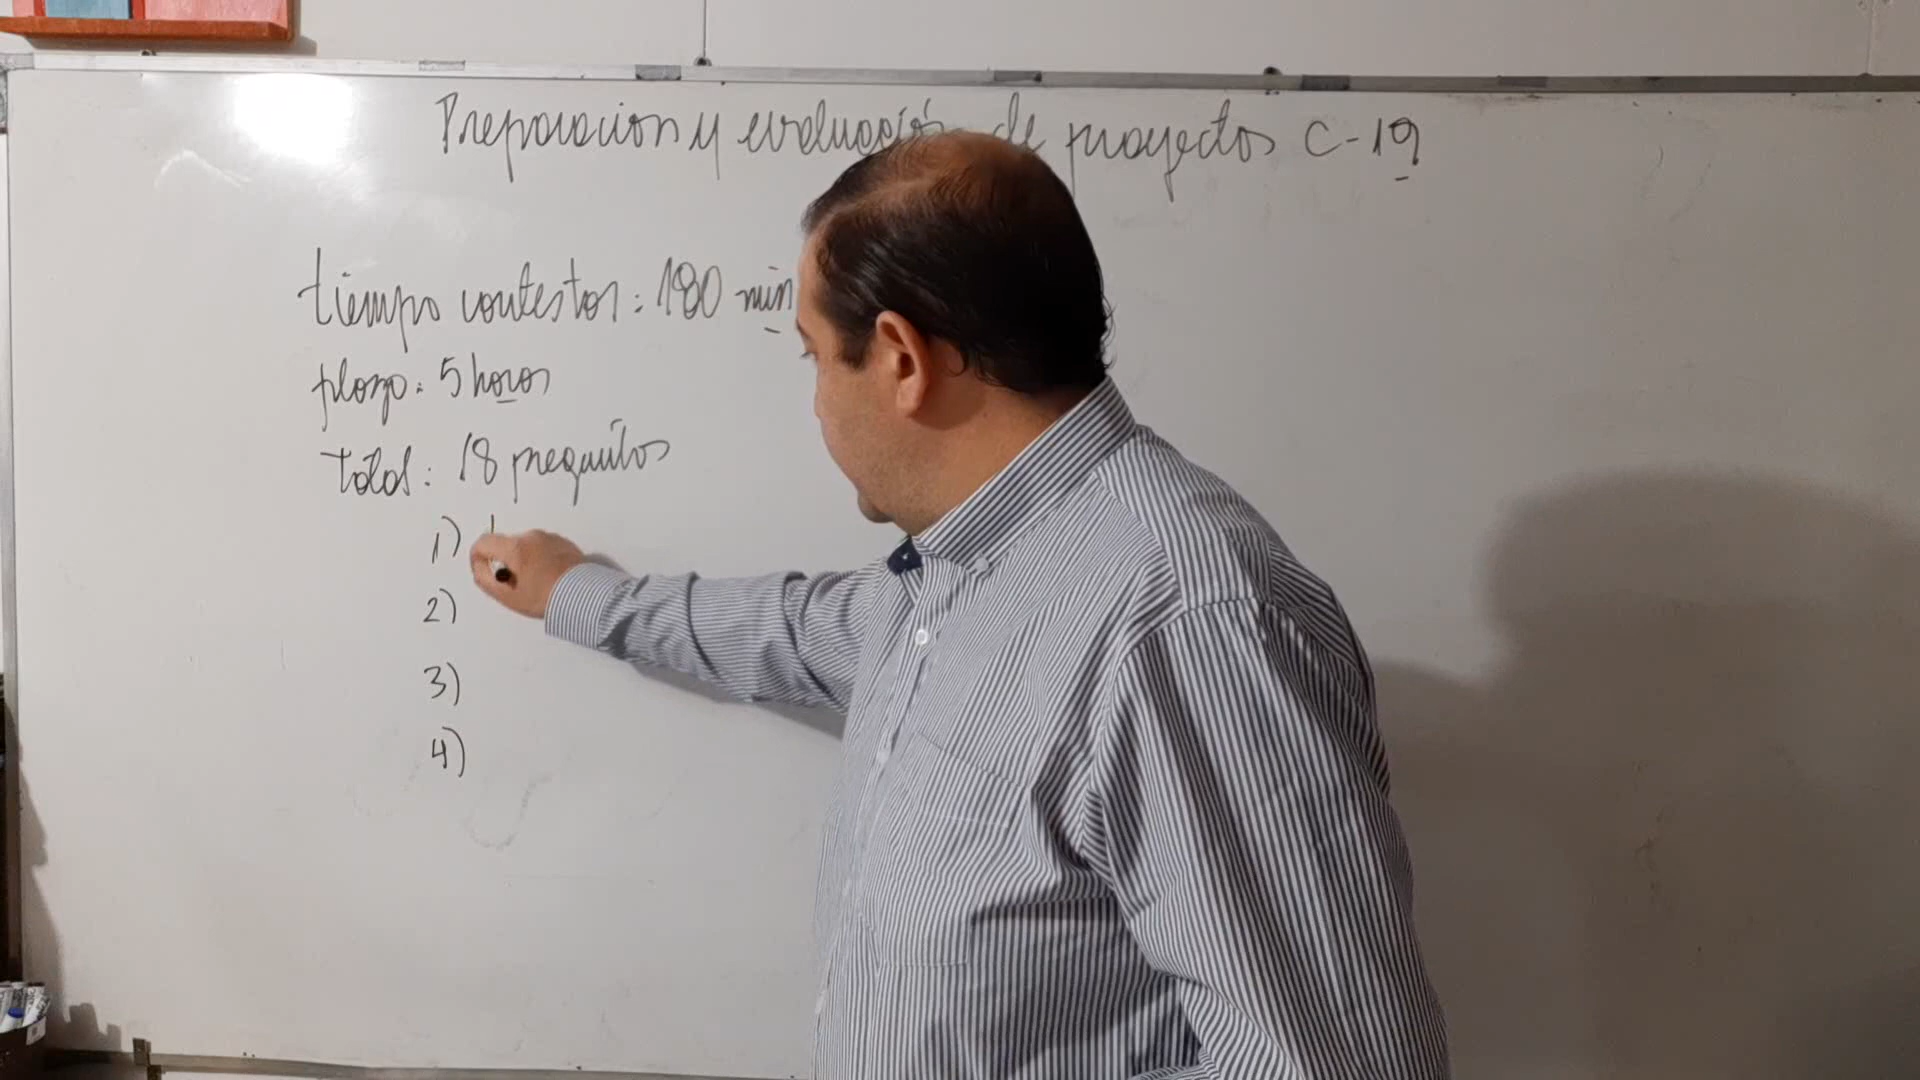 Preparacion y evaluación de proyectos C-19
tiempo contestar: 180 min
plazo: 5 horas
total: 18 preguntas
1)
2)
3)
4)